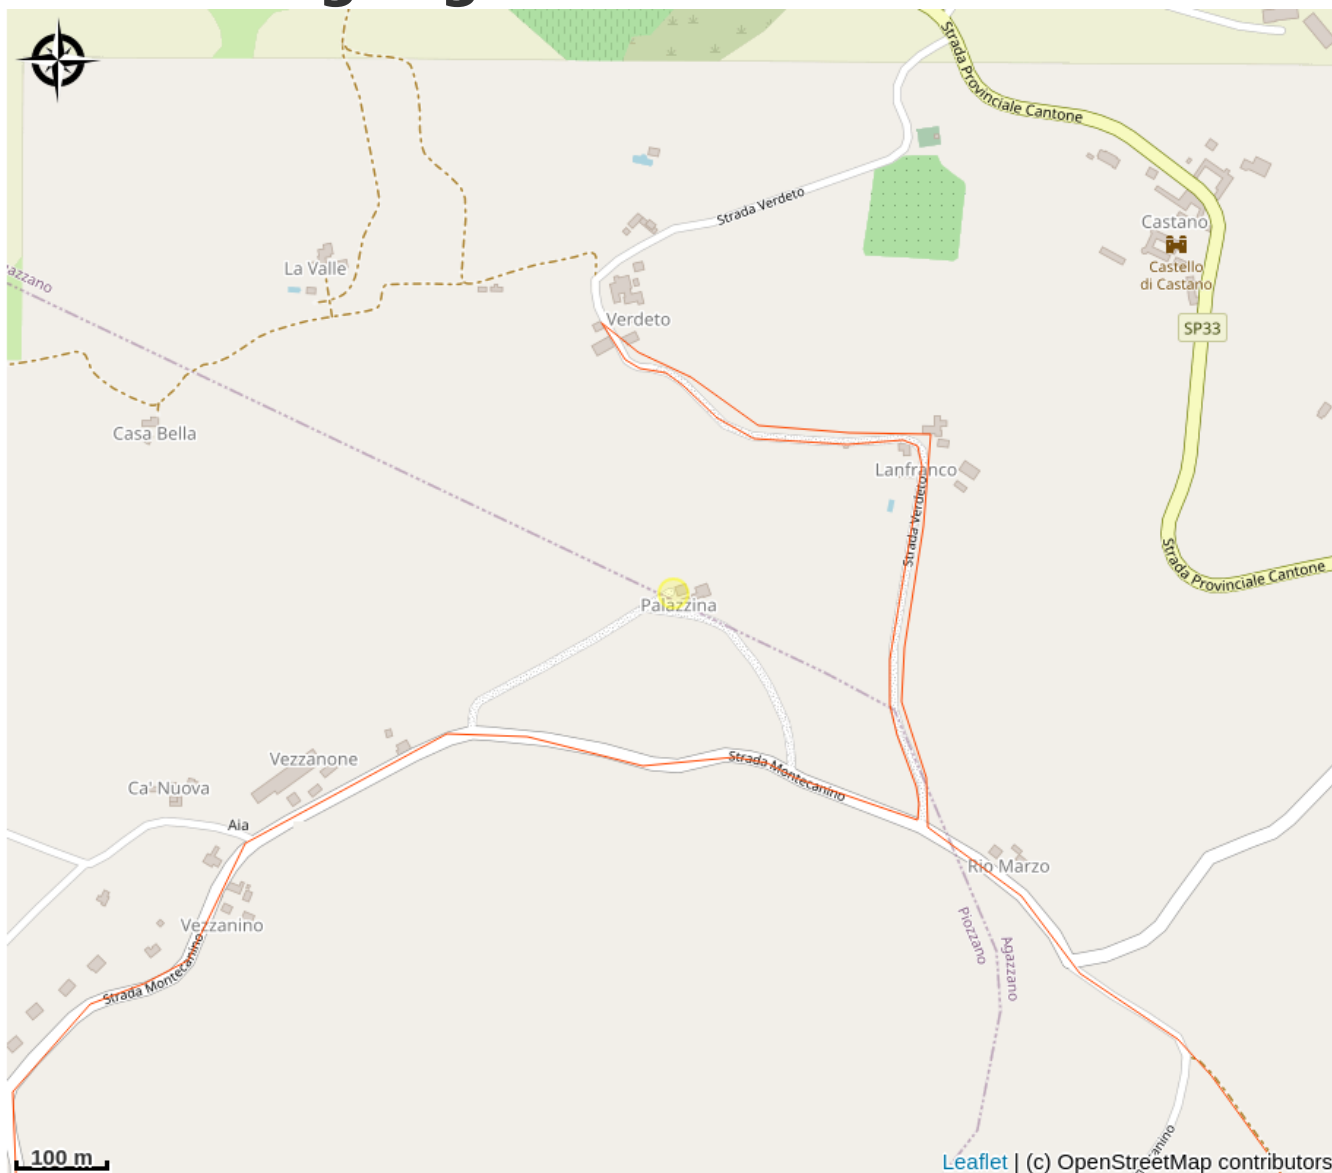 Strada Provinciale Cantone
Strada Verdeto
Castano
La Valle
azzano
Castello
di Castano
Verdeto
SP33
Casa Bella
Lanfranco
Strada Verdeto
Strada Provinciale Cantone
Palazzina
Vezzanone
Strada Montecanino
Ca' Nuova
Aia
Rio Marzo
Vezzanino
Piozzano
Agazzano
Strada Montecanino
canino
100 m
Leaflet | (c) OpenStreetMap contributors